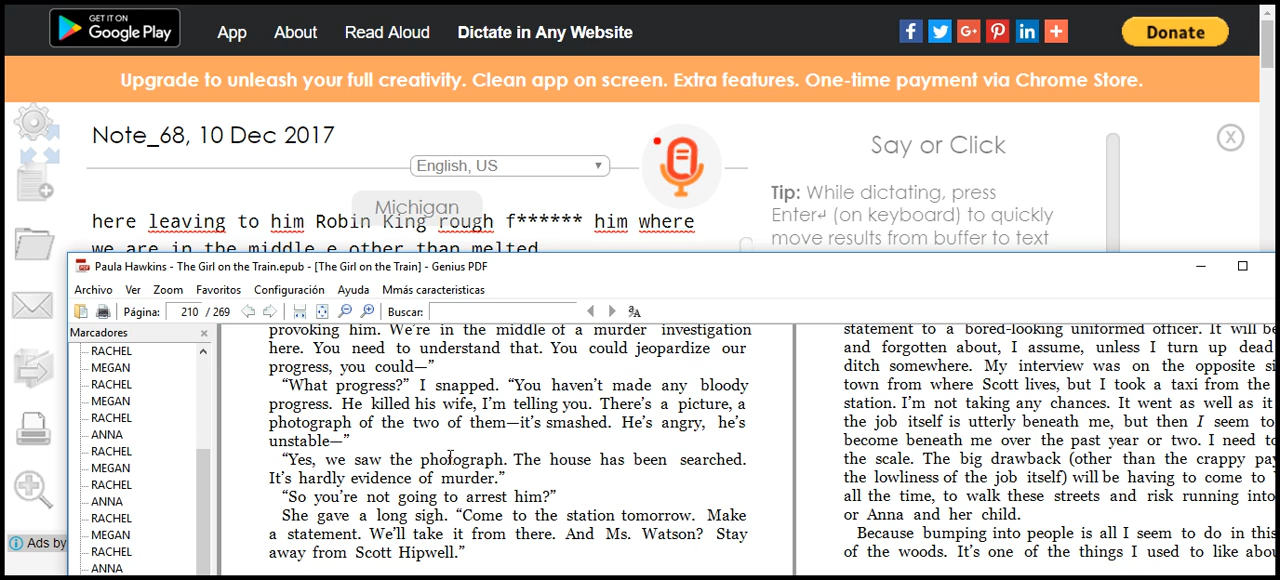 GET IT ON
Google Play
App About Read Aloud Dictate in Any Website
Donate
Upgrade to unleash your full creativity. Clean app on screen. Extra features. One-time payment via Chrome Store.
Note_68, 10 Dec 2017
English, US
Michigan
here leaving to him Robin King rough f****** him where
we are in the middle e other than melted
Say or Click
X
Tip: While dictating, press
Enter↵ (on keyboard) to quickly
move results from buffer to text
Paula Hawkins - The Girl on the Train.epub - [The Girl on the Train] - Genius PDF
Archivo Ver Zoom Favoritos Configuración Ayuda Mmás características
Página: 210 / 269 Buscar:
Marcadores
RACHEL
MEGAN
RACHEL
MEGAN
RACHEL
ANNA
RACHEL
MEGAN
RACHEL
ANNA
RACHEL
MEGAN
RACHEL
ANNA
Ads by
provoking him. We're in the middle of a murder investigation
here. You need to understand that. You could jeopardize our
progress, you could—"
"What progress?" I snapped. "You haven't made any bloody
progress. He killed his wife, I'm telling you. There's a picture, a
photograph of the two of them—it's smashed. He's angry, he's
unstable—"
"Yes, we saw the photograph. The house has been searched.
It's hardly evidence of murder."
"So you're not going to arrest him?"
She gave a long sigh. "Come to the station tomorrow. Make
a statement. We'll take it from there. And Ms. Watson? Stay
away from Scott Hipwell."
statement to a bored-looking uniformed officer. It will be
and forgotten about, I assume, unless I turn up dead
ditch somewhere. My interview was on the opposite si
town from where Scott lives, but I took a taxi from the
station. I'm not taking any chances. It went as well as it
the job itself is utterly beneath me, but then I seem to
become beneath me over the past year or two. I need to
the scale. The big drawback (other than the crappy pay
the lowliness of the job itself) will be having to come to
all the time, to walk these streets and risk running into
or Anna and her child.
Because bumping into people is all I seem to do in this
of the woods. It's one of the things I used to like abou